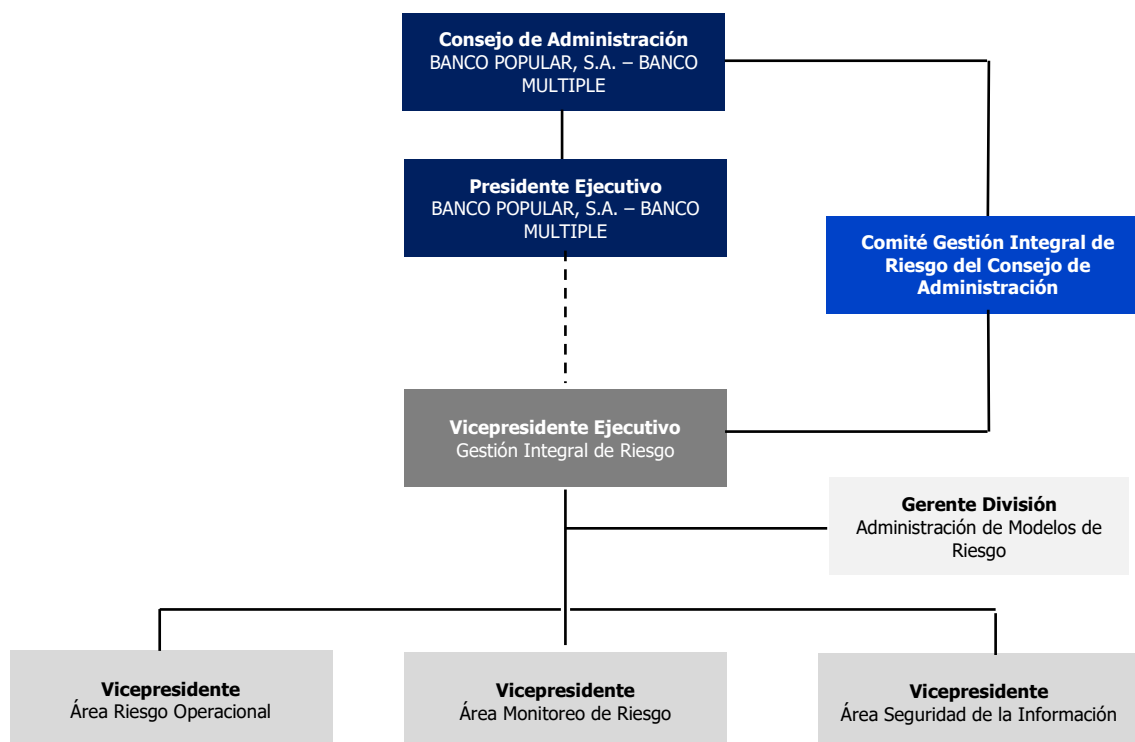 Consejo de Administración
BANCO POPULAR, S.A. – BANCO
MULTIPLE
Presidente Ejecutivo
BANCO POPULAR, S.A. – BANCO
MULTIPLE
Comité Gestión Integral de
Riesgo del Consejo de
Administración
Vicepresidente Ejecutivo
Gestión Integral de Riesgo
Gerente División
Administración de Modelos de
Riesgo
Vicepresidente
Área Riesgo Operacional
Vicepresidente
Área Monitoreo de Riesgo
Vicepresidente
Área Seguridad de la Información